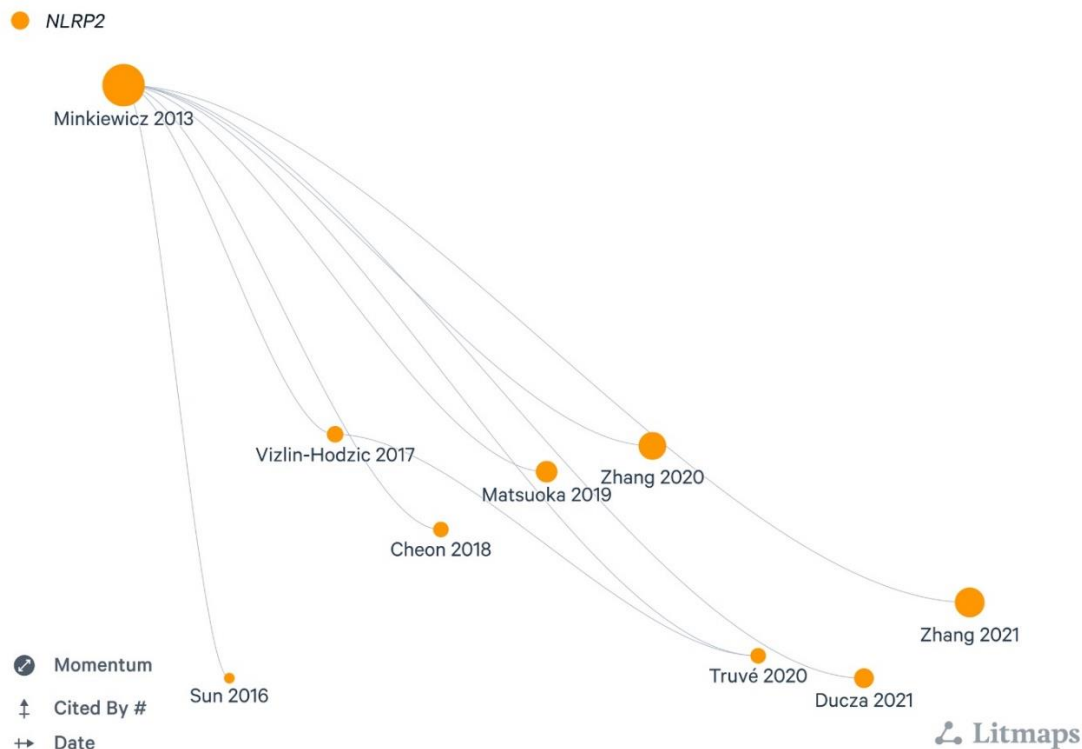 NLRP2
Minkiewicz 2013
Vizlin-Hodzic 2017
Zhang 2020
Matsuoka 2019
Cheon 2018
Zhang 2021
Momentum
Truvé 2020
Sun 2016
Ducza 2021
Cited By #
Date
Litmaps